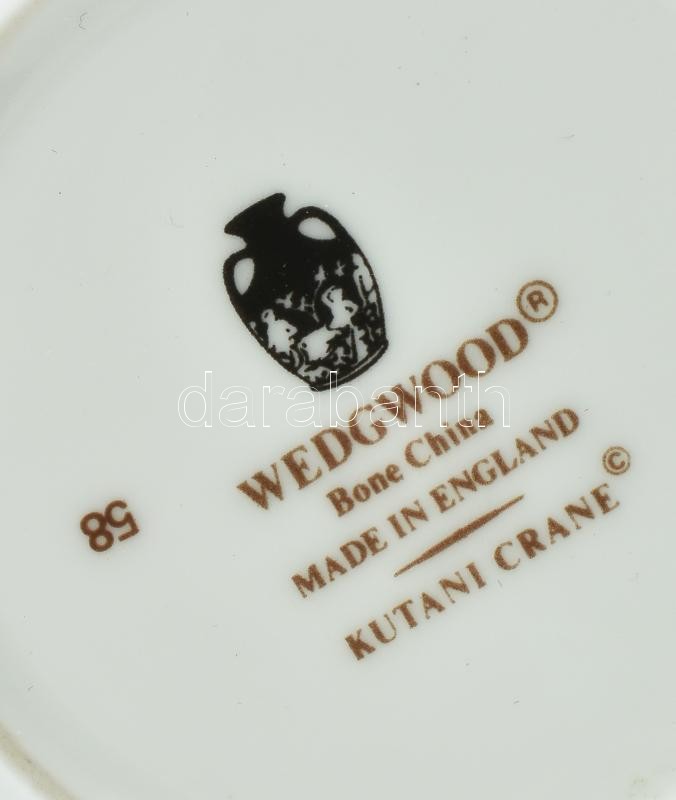 WEDGWOOD®
Bone China
MADE IN ENGLAND
©
KUTANI CRANE
58
darabanth